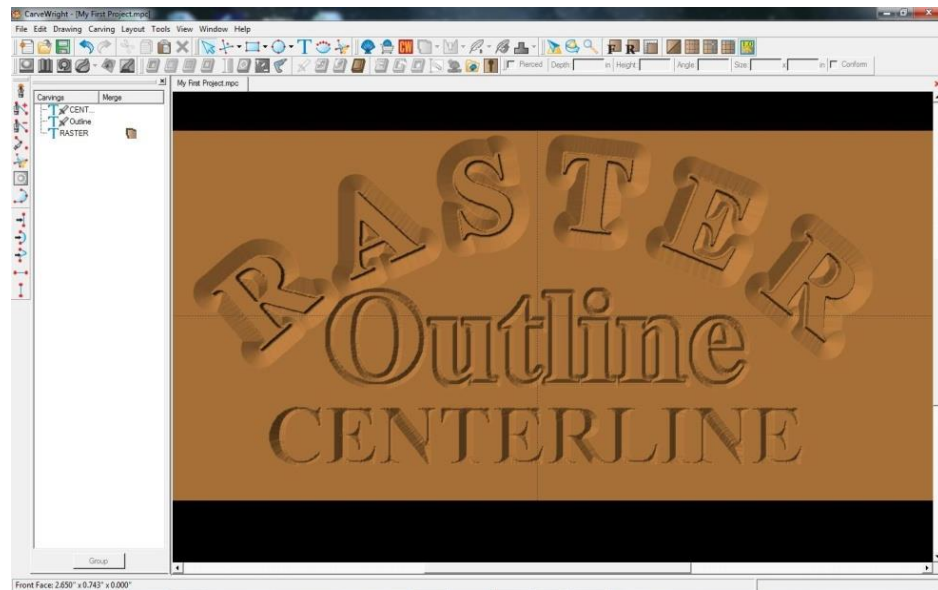 CarveWright - [My First Project.mpc]
File Edit Drawing Carving Layout Tools View Window Help
CW
F R
Pierced Depth: in Height: Angle: Size: x in Conform
My First Project.mpc
Carvings Merge
CENT...
Outline
RASTER
RASTER
Outline
CENTERLINE
Group
Front Face: 2.650" x 0.743" x 0.000"